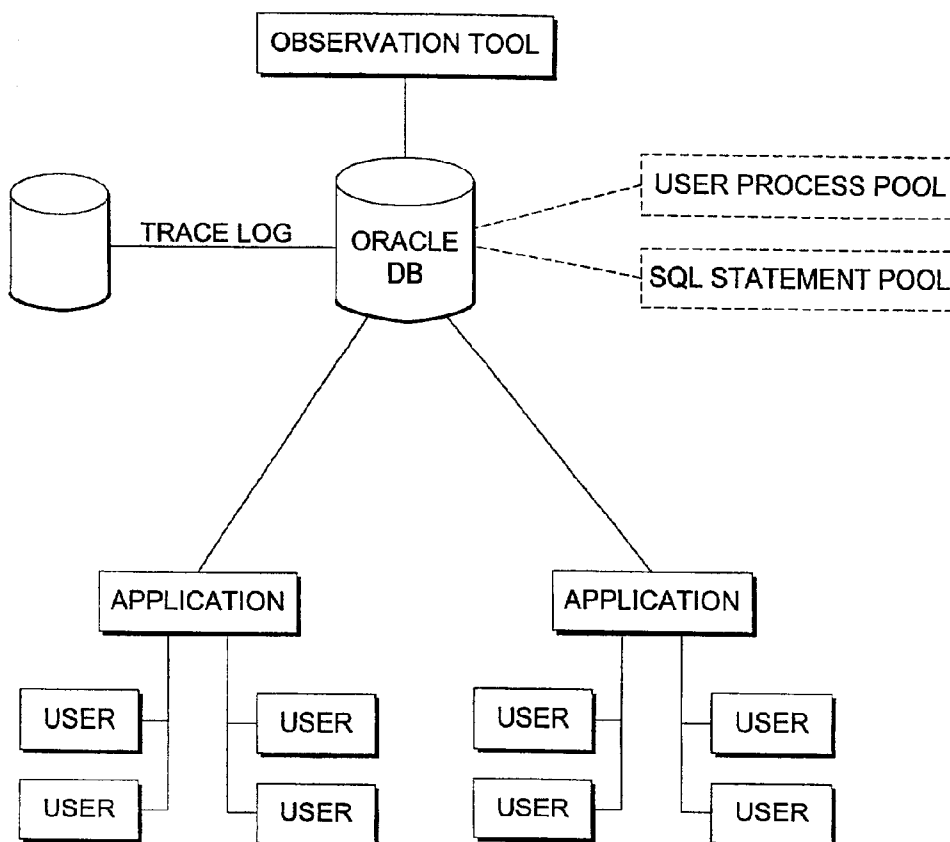 OBSERVATION TOOL
USER PROCESS POOL
TRACE LOG
ORACLE
DB
SQL STATEMENT POOL
APPLICATION
APPLICATION
USER
USER
USER
USER
USER
USER
USER
USER